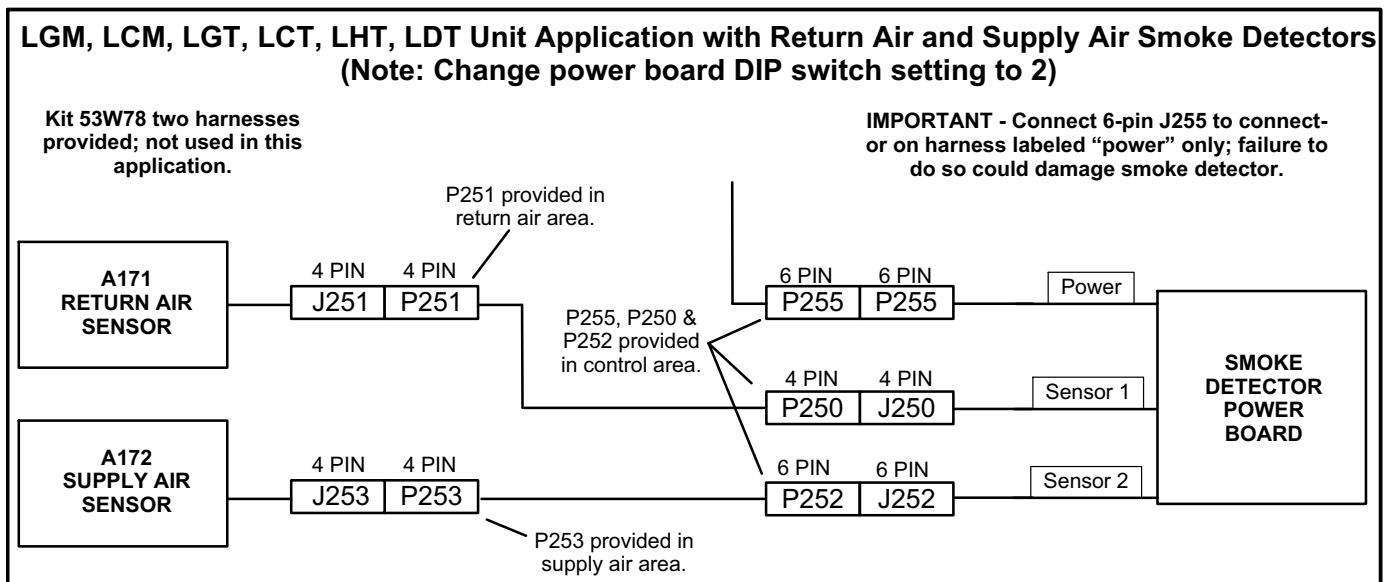 LGM, LCM, LGT, LCT, LHT, LDT Unit Application with Return Air and Supply Air Smoke Detectors
(Note: Change power board DIP switch setting to 2)
Kit 53W78 two harnesses
provided; not used in this
application.
IMPORTANT - Connect 6-pin J255 to connect-
or on harness labeled “power” only; failure to
do so could damage smoke detector.
P251 provided in
return air area.
A171
RETURN AIR
SENSOR
4 PIN 4 PIN
J251 P251
6 PIN 6 PIN
P255 P255
Power
P255, P250 &
P252 provided
in control area.
4 PIN 4 PIN
P250 J250
Sensor 1
SMOKE
DETECTOR
POWER
BOARD
A172
SUPPLY AIR
SENSOR
4 PIN 4 PIN
J253 P253
6 PIN 6 PIN
P252 J252
Sensor 2
P253 provided in
supply air area.